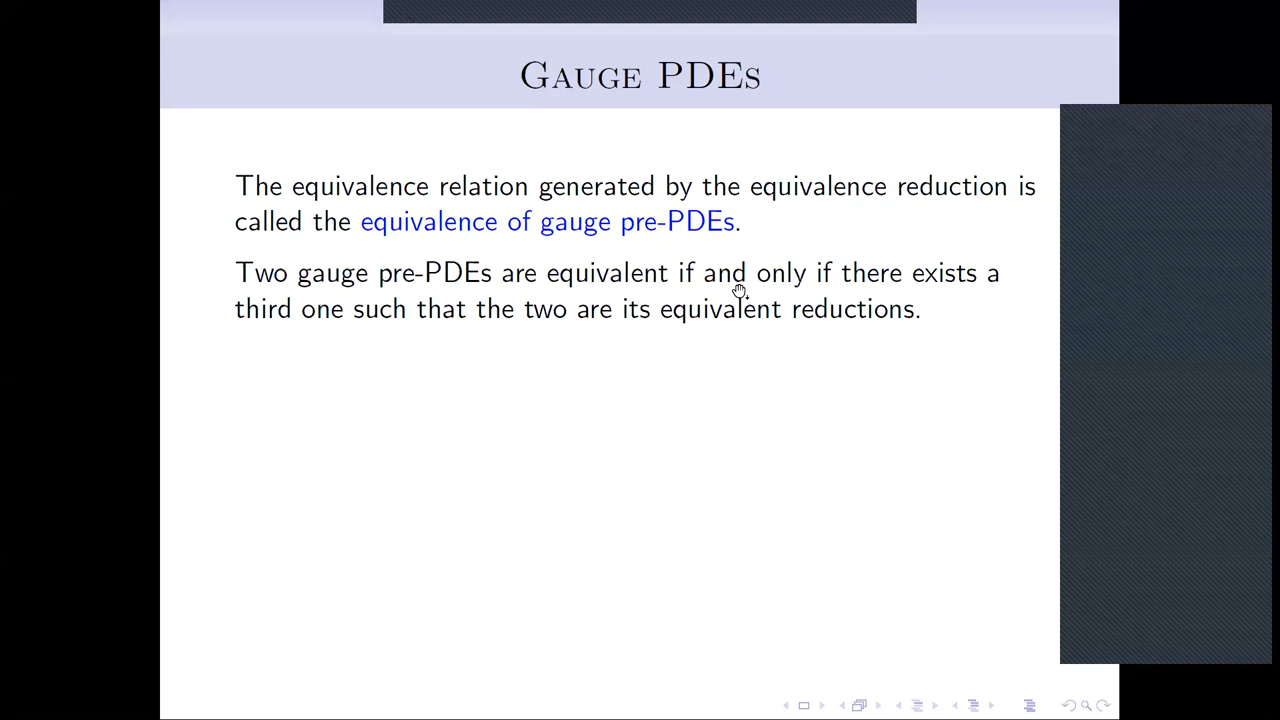 Gauge PDEs
The equivalence relation generated by the equivalence reduction is
called the equivalence of gauge pre-PDEs.
Two gauge pre-PDEs are equivalent if and only if there exists a
third one such that the two are its equivalent reductions.